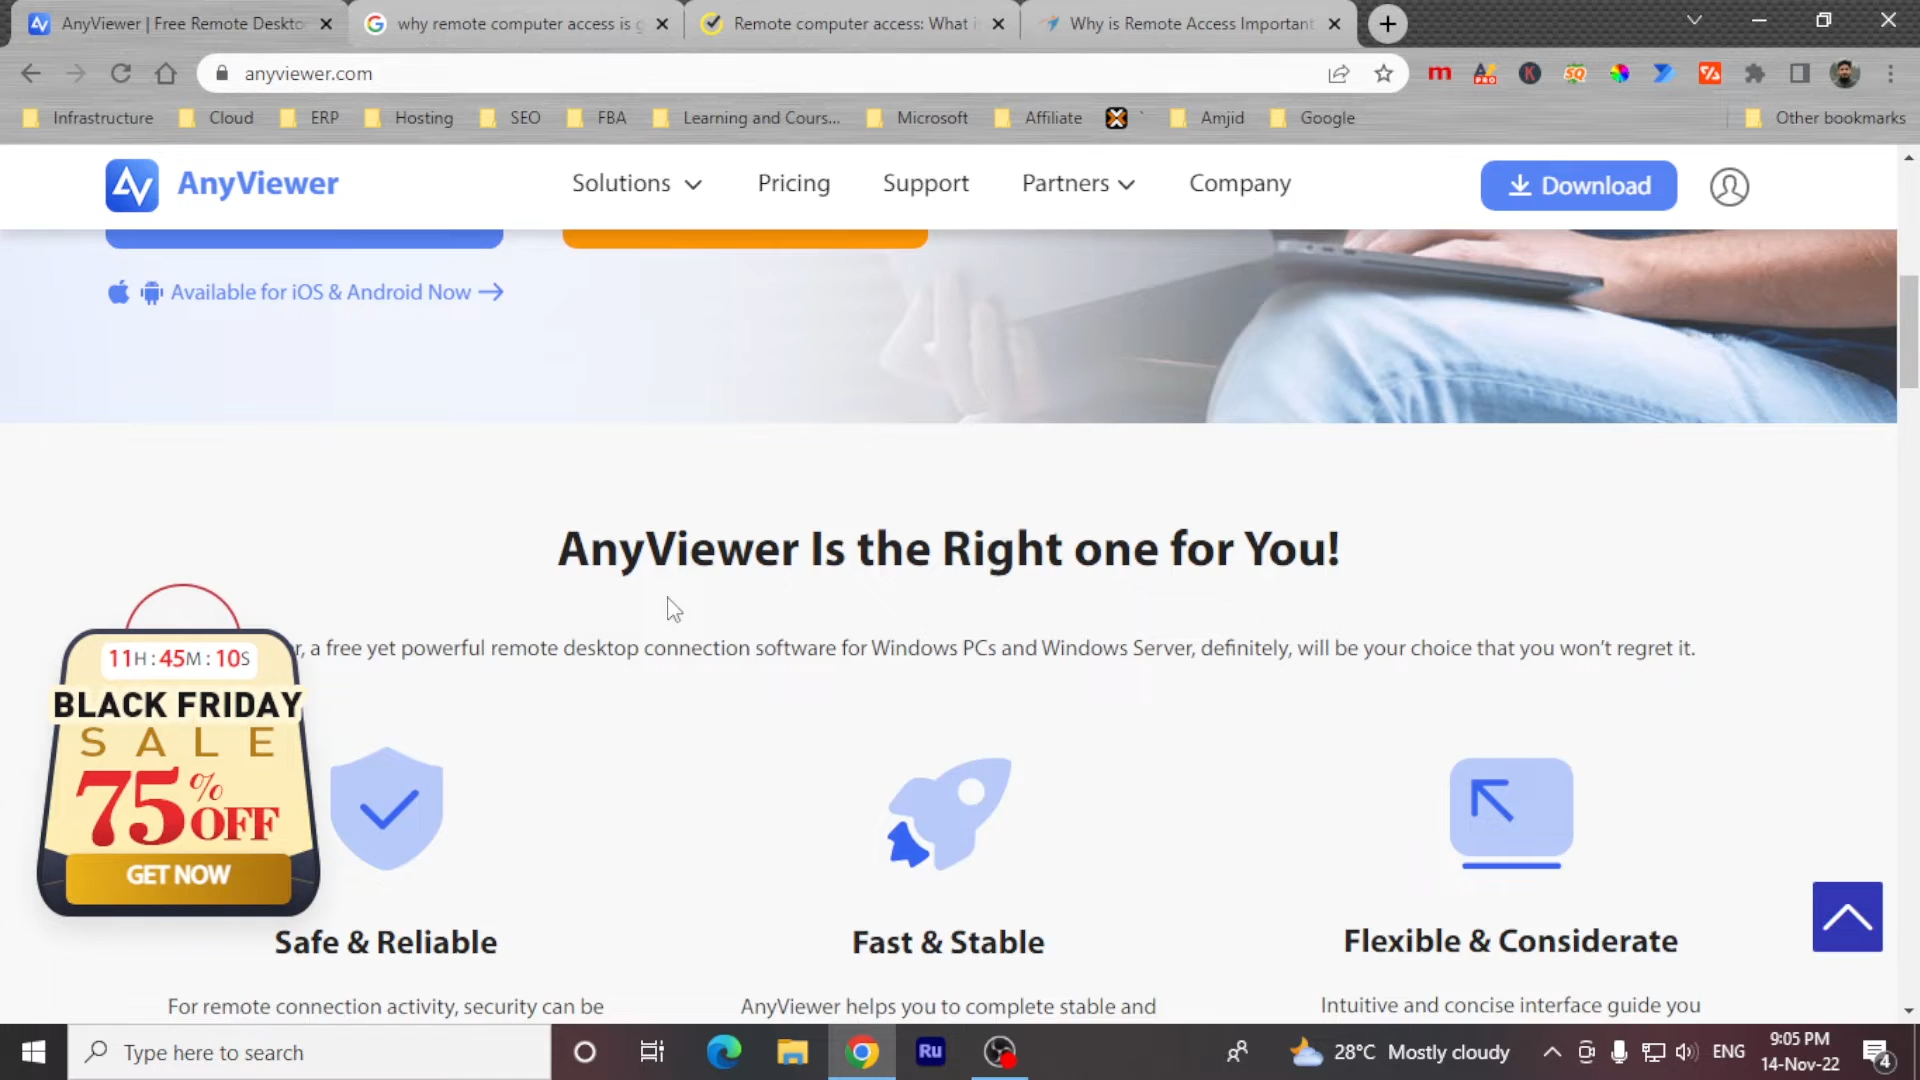 AnyViewer | Free Remote Deskto
why remote computer access is g
Remote computer access: What i
Why is Remote Access Important
anyviewer.com
Infrastructure
Cloud
ERP
Hosting
SEO
FBA
Learning and Cours...
Microsoft
Affiliate
Amjid
Google
Other bookmarks
AnyViewer
Solutions
Pricing
Support
Partners
Company
Download
Available for iOS & Android Now
AnyViewer Is the Right one for You!
r, a free yet powerful remote desktop connection software for Windows PCs and Windows Server, definitely, will be your choice that you won't regret it.
11H:45M:10S
BLACK FRIDAY
SALE
75% OFF
GET NOW
Safe & Reliable
Fast & Stable
Flexible & Considerate
For remote connection activity, security can be
AnyViewer helps you to complete stable and
Intuitive and concise interface guide you
Type here to search
Ru
28°C Mostly cloudy
ENG
9:05 PM
14-Nov-22
4